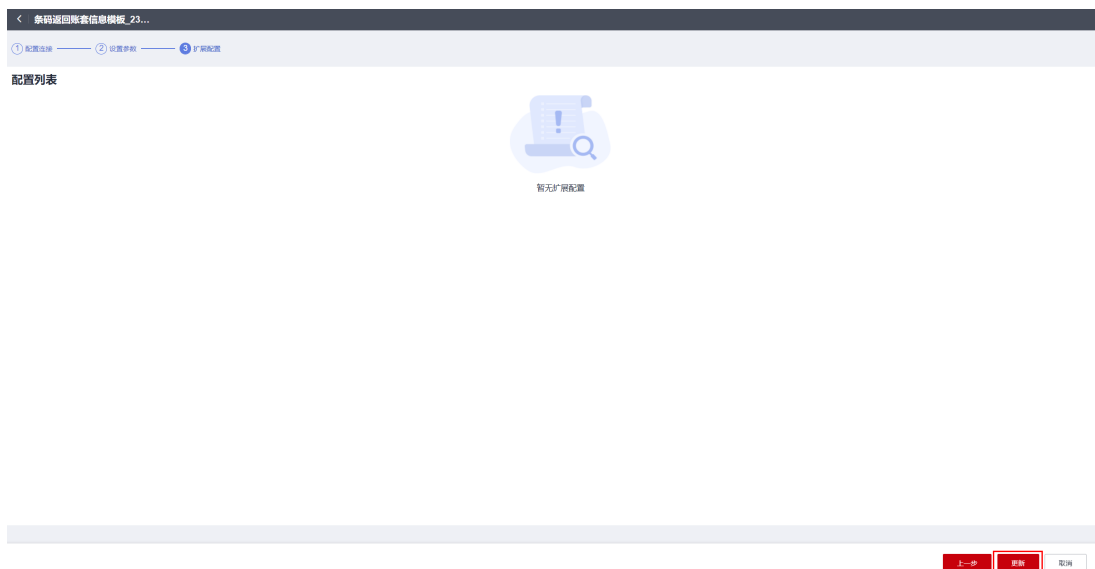 条码返回账套信息模板_23...
1 配置连接 2 设置参数 3 扩展配置
配置列表
暂无扩展配置
上一步 更新 取消